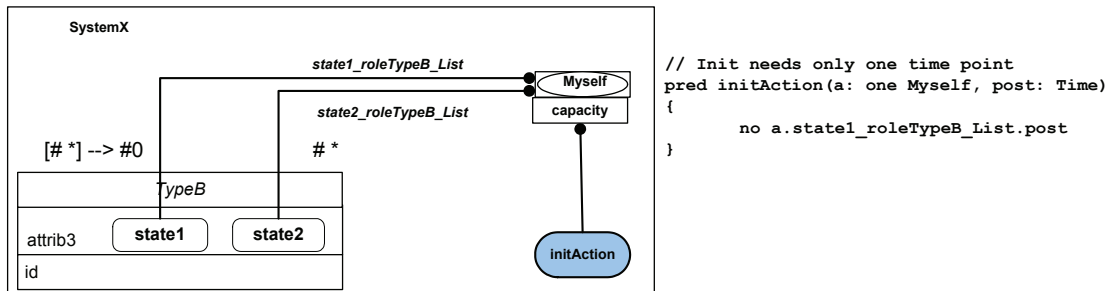 SystemX
state1_roleTypeB_List
Myself
state2_roleTypeB_List
capacity
[# *] --> #0
# *
TypeB
attrib3
state1
state2
initAction
id
// Init needs only one time point
pred initAction(a: one Myself, post: Time)
{
no a.state1_roleTypeB_List.post
}